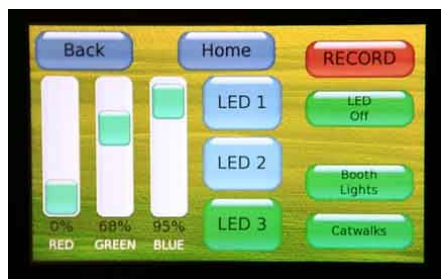 Back
Home
RECORD
LED 1
LED
Off
LED 2
Booth
Lights
LED 3
Catwalks
0%
68%
95%
RED
GREEN
BLUE